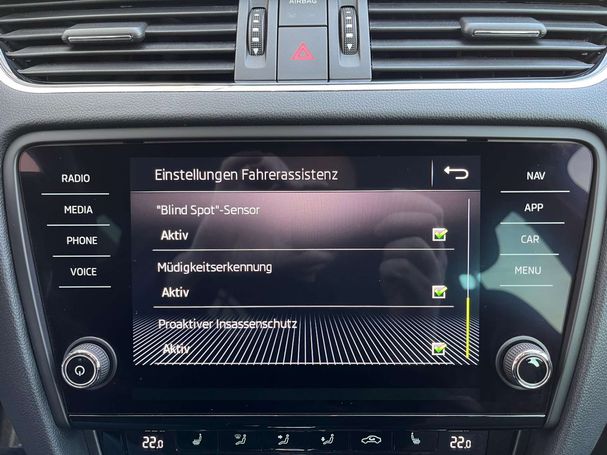 AIRBAG
RADIO
MEDIA
PHONE
VOICE
Einstellungen Fahrerassistenz
"Blind Spot"-Sensor
Aktiv
Müdigkeitserkennung
Aktiv
Proaktiver Insassenschutz
Aktiv
NAV
APP
CAR
MENU
22.0
22.0